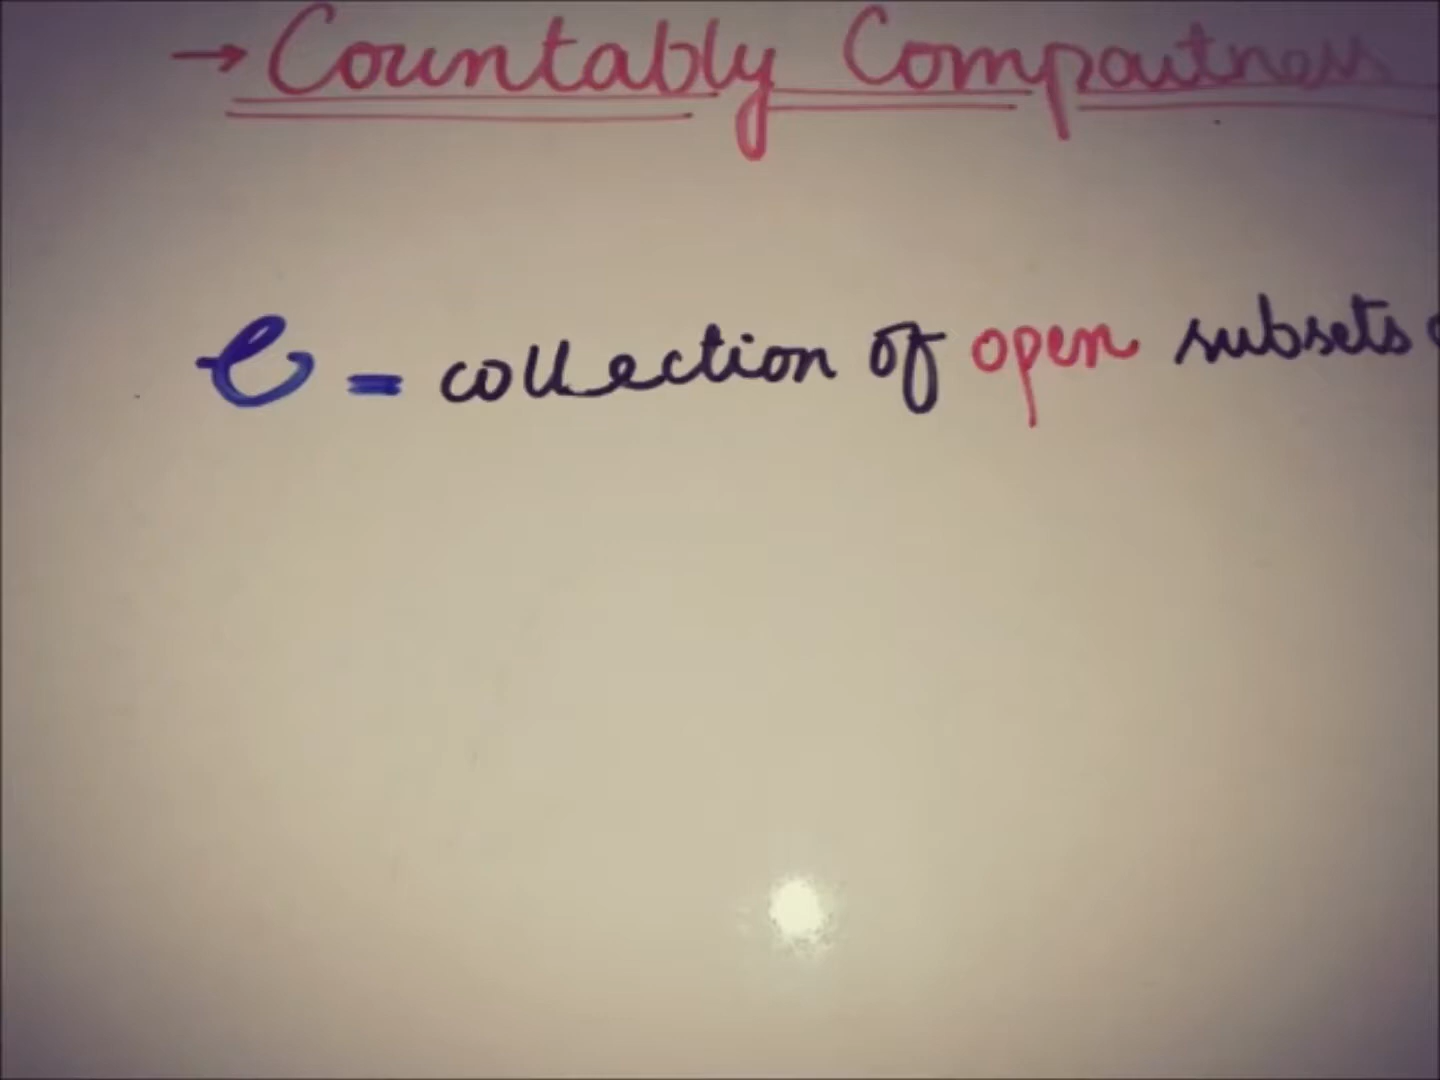 → Countably Compactness
𝒞 = collection of open subsets